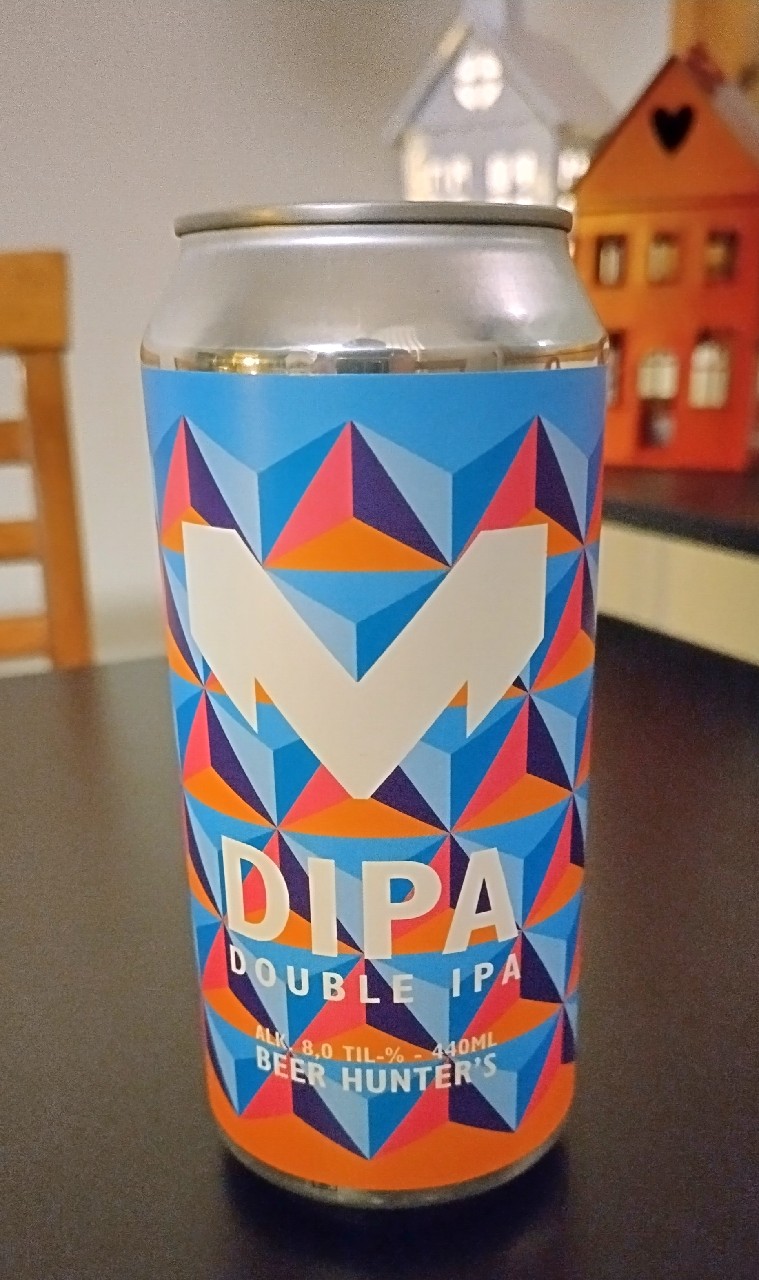 DIPA
DOUBLE IPA
ALK. 8,0 TIL-% - 440ML
BEER HUNTER'S